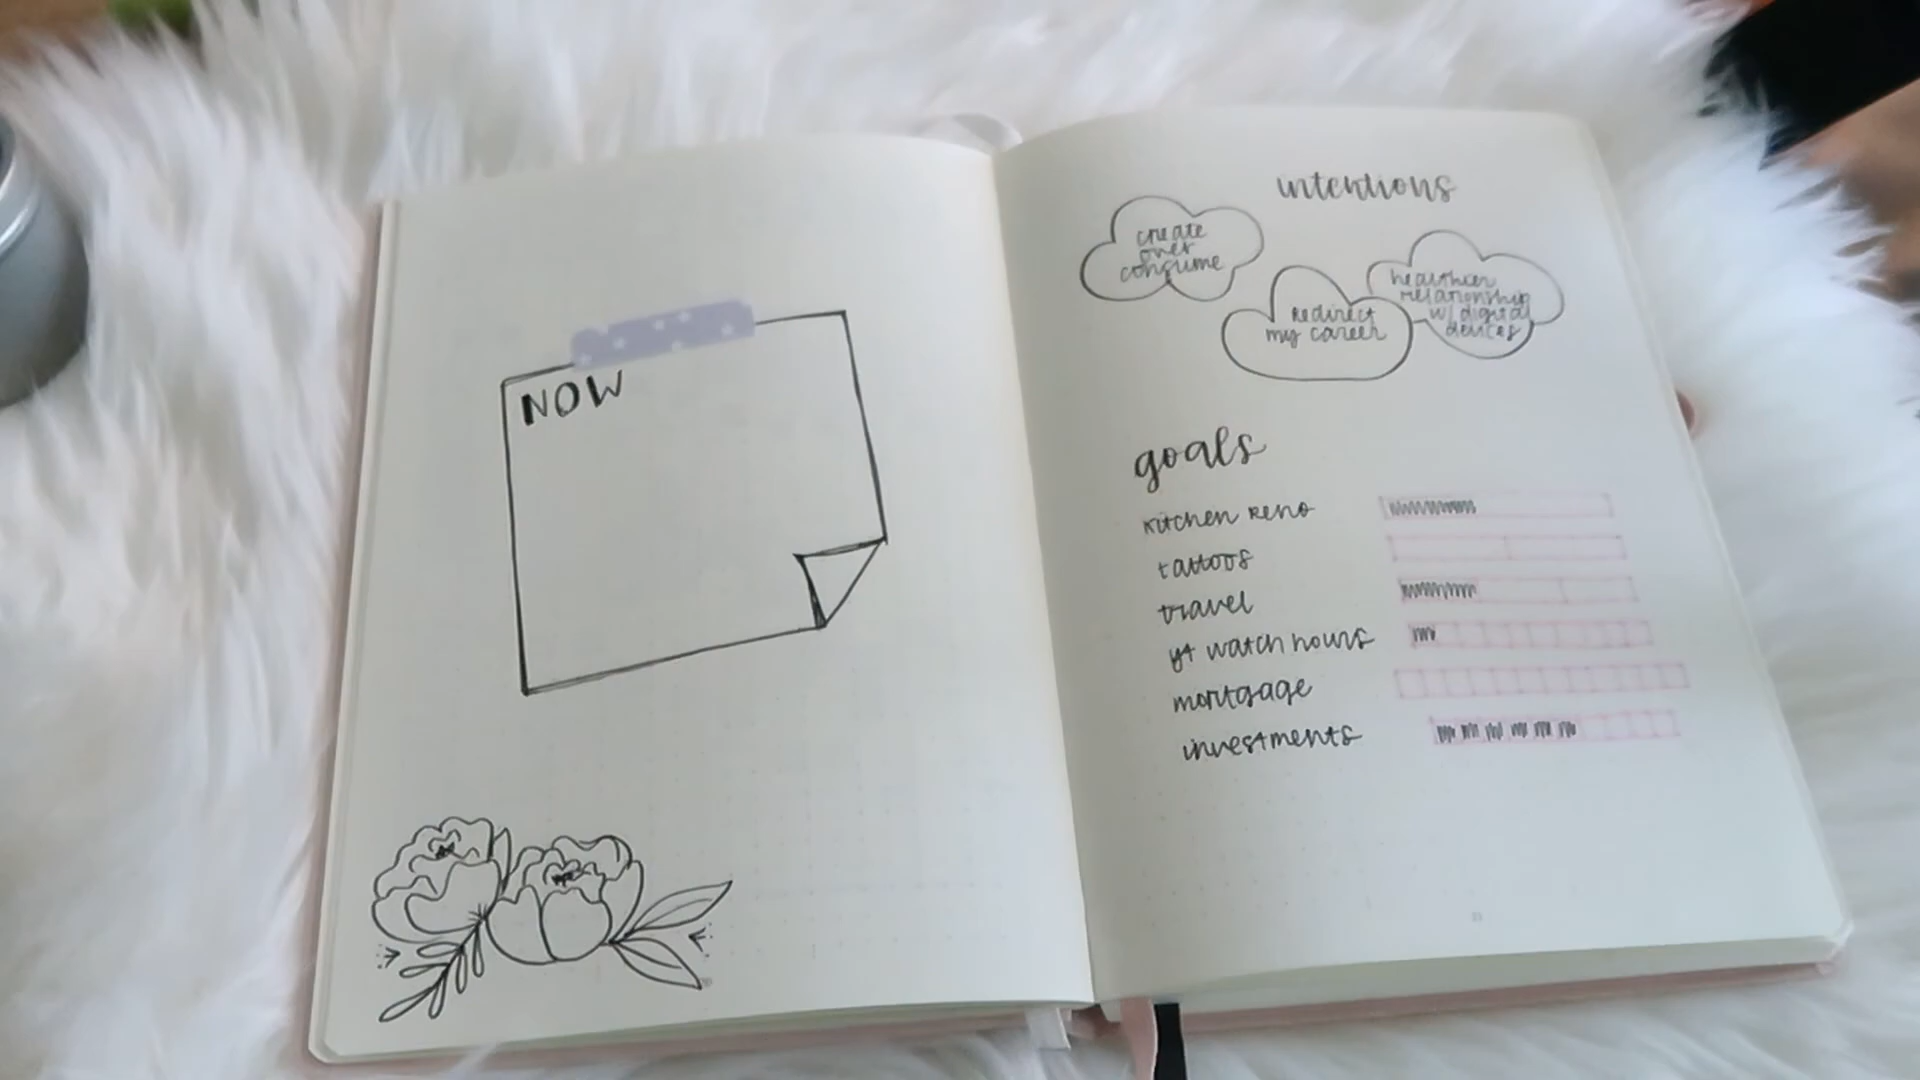 NOW
intentions
create
over
consume
redirect
my career
healthier
relationship
w/ digital
devices
goals
kitchen reno
tattoos
travel
yt watch hours
mortgage
investments